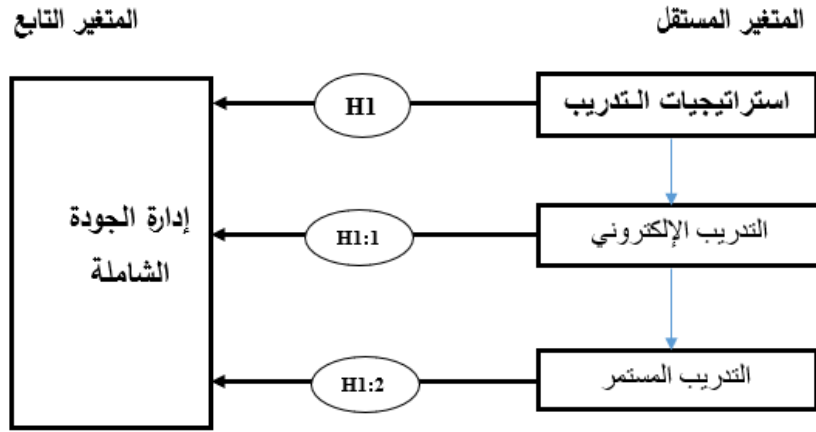 المتغير المستقل
المتغير التابع
استراتيجيات التدريب
H1
إدارة الجودة
الشاملة
التدريب الإلكتروني
H1:1
التدريب المستمر
H1:2